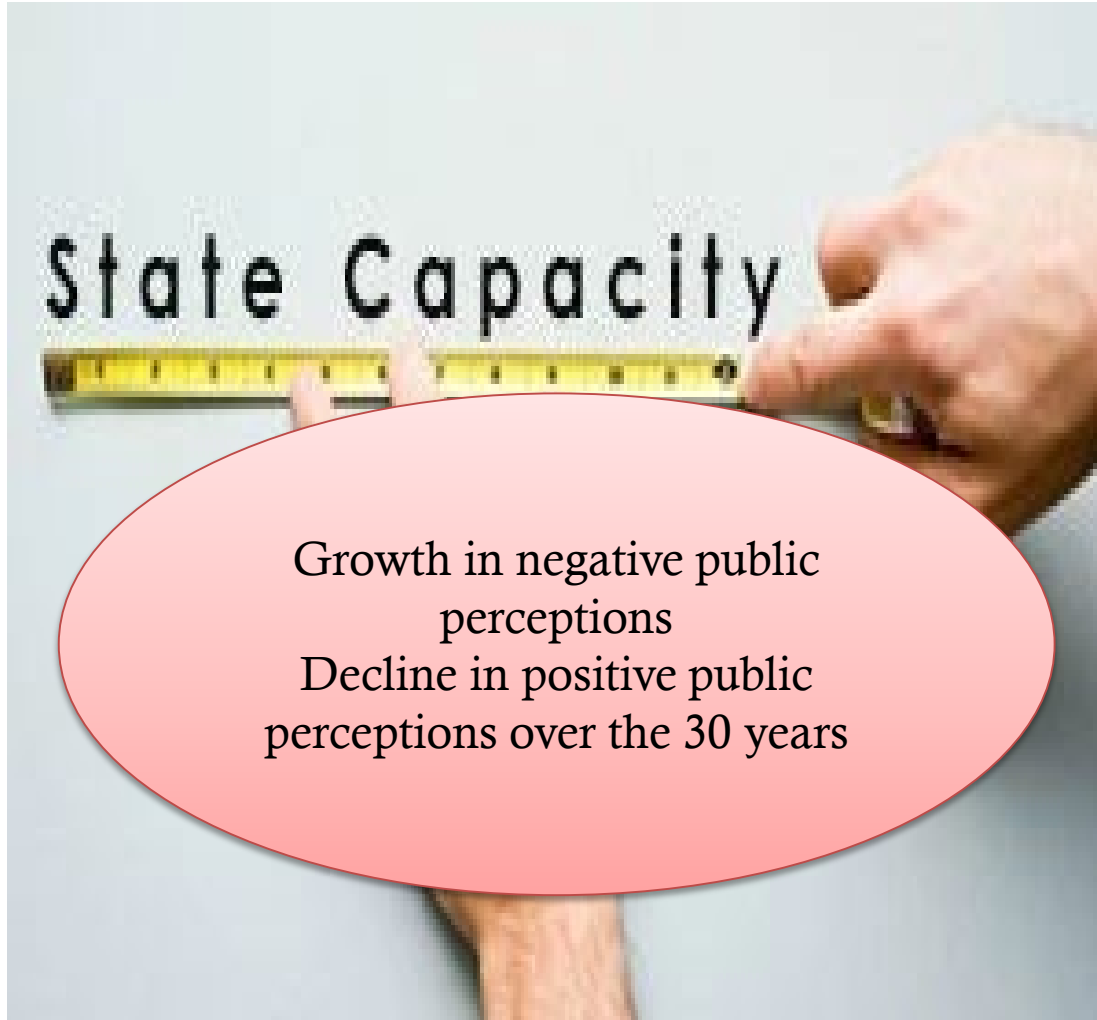 State Capacity
Growth in negative public
perceptions
Decline in positive public
perceptions over the 30 years